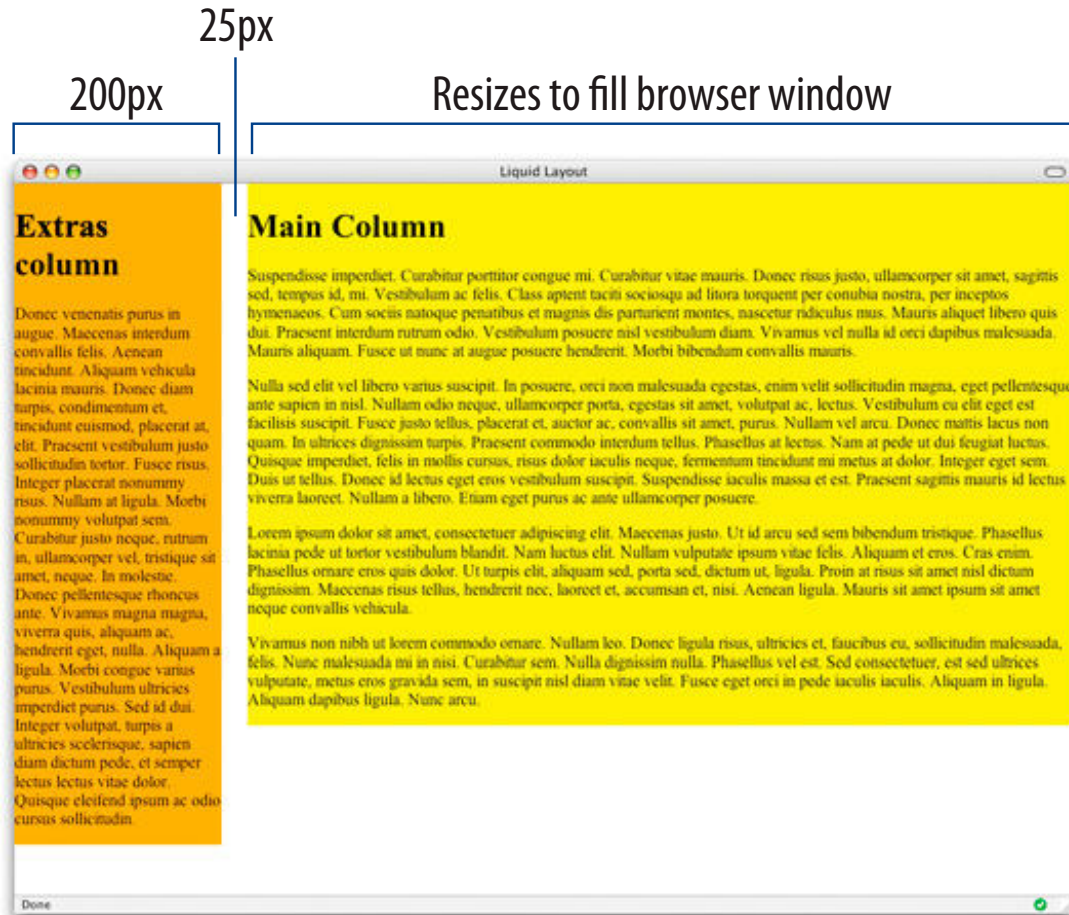 25px
200px
Resizes to fill browser window
Liquid Layout
Extras
column
Donec venenatis purus in
augue. Maecenas interdum
convallis felis. Aenean
tincidunt. Aliquam vehicula
lacinia mauris. Donec diam
turpis, condimentum et,
tincidunt euismod, placerat at,
elit. Praesent vestibulum justo
sollicitudin tortor. Fusce risus.
Integer placerat nonummy
risus. Nullam at ligula. Morbi
nonummy volutpat sem.
Curabitur justo neque, rutrum
in, ullamcorper vel, tristique sit
amet, neque. In molestie.
Donec pellentesque rhoncus
ante. Vivamus magna magna,
viverra quis, aliquam ac,
hendrerit eget, nulla. Aliquam a
ligula. Morbi congue varius
purus. Vestibulum ultricies
imperdiet purus. Sed id dui.
Integer volutpat, turpis a
ultricies scelerisque, sapien
diam dictum pede, et semper
lectus lectus vitae dolor.
Quisque eleifend ipsum ac odio
cursus sollicitudin
Main Column
Suspendisse imperdiet. Curabitur porttitor congue mi. Curabitur vitae mauris. Donec risus justo, ullamcorper sit amet, sagittis
sed, tempus id, mi. Vestibulum ac felis. Class aptent taciti sociosqu ad litora torquent per conubia nostra, per inceptos
hymenaeos. Cum sociis natoque penatibus et magnis dis parturient montes, nascetur ridiculus mus. Mauris aliquet libero quis
dui. Praesent interdum rutrum odio. Vestibulum posuere nisl vestibulum diam. Vivamus vel nulla id orci dapibus malesuada.
Mauris aliquam. Fusce ut nunc at augue posuere hendrerit. Morbi bibendum convallis mauris.
Nulla sed elit vel libero varius suscipit. In posuere, orci non malesuada egestas, enim velit sollicitudin magna, eget pellentesque
ante sapien in nisl. Nullam odio neque, ullamcorper porta, egestas sit amet, volutpat ac, lectus. Vestibulum eu elit eget est
facilisis suscipit. Fusce justo tellus, placerat et, auctor ac, convallis sit amet, purus. Nullam vel arcu. Donec mattis lacus non
quam. In ultrices dignissim turpis. Praesent commodo interdum tellus. Phasellus at lectus. Nam at pede ut dui feugiat luctus.
Quisque imperdiet, felis in mollis cursus, risus dolor iaculis neque, fermentum tincidunt mi metus at dolor. Integer eget sem.
Duis ut tellus. Donec id lectus eget eros vestibulum suscipit. Suspendisse iaculis massa et est. Praesent sagittis mauris id lectus
viverra laoreet. Nullam a libero. Etiam eget purus ac ante ullamcorper posuere.
Lorem ipsum dolor sit amet, consectetuer adipiscing elit. Maecenas justo. Ut id arcu sed sem bibendum tristique. Phasellus
lacinia pede ut tortor vestibulum blandit. Nam luctus elit. Nullam vulputate ipsum vitae felis. Aliquam et eros. Cras enim.
Phasellus ornare eros quis dolor. Ut turpis elit, aliquam sed, porta sed, dictum ut, ligula. Proin at risus sit amet nisl dictum
dignissim. Maecenas risus tellus, hendrerit nec, laoreet et, accumsan et, nisi. Aenean ligula. Mauris sit amet ipsum sit amet
neque convallis vehicula.
Vivamus non nibh ut lorem commodo ornare. Nullam leo. Donec ligula risus, ultricies et, faucibus eu, sollicitudin malesuada,
felis. Nunc malesuada mi in nisi. Curabitur sem. Nulla dignissim nulla. Phasellus vel est. Sed consectetuer, est sed ultrices
vulputate, metus eros gravida sem, in suscipit nisl diam vitae velit. Fusce eget orci in pede iaculis iaculis. Aliquam in ligula.
Aliquam dapibus ligula. Nunc arcu.
Done